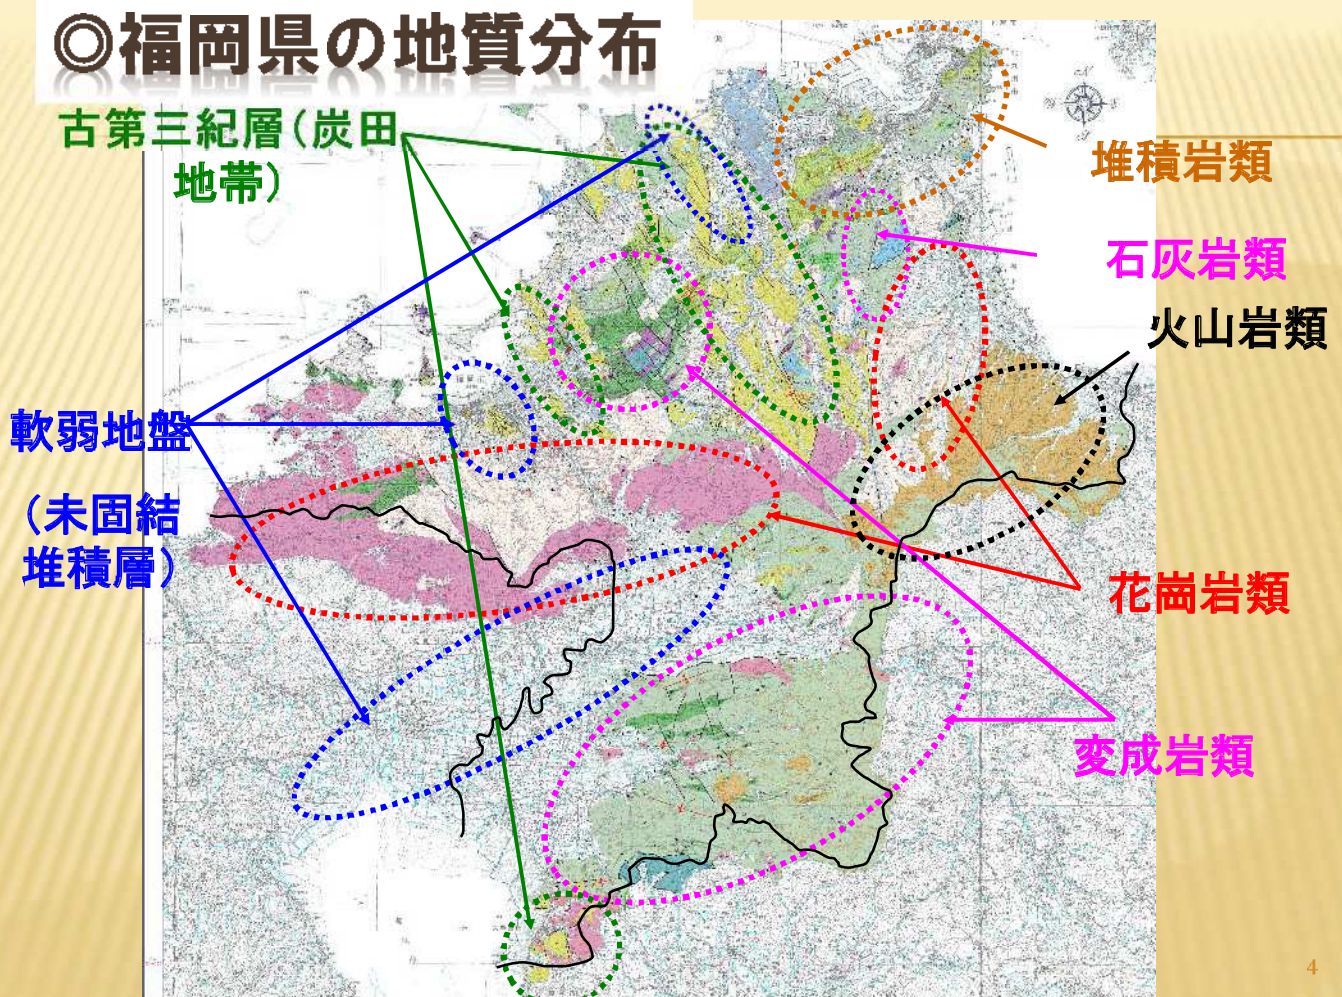 ◎福岡県の地質分布
古第三紀層(炭田
地帯)
堆積岩類
石灰岩類
火山岩類
軟弱地盤
(未固結
堆積層)
花崗岩類
変成岩類
4